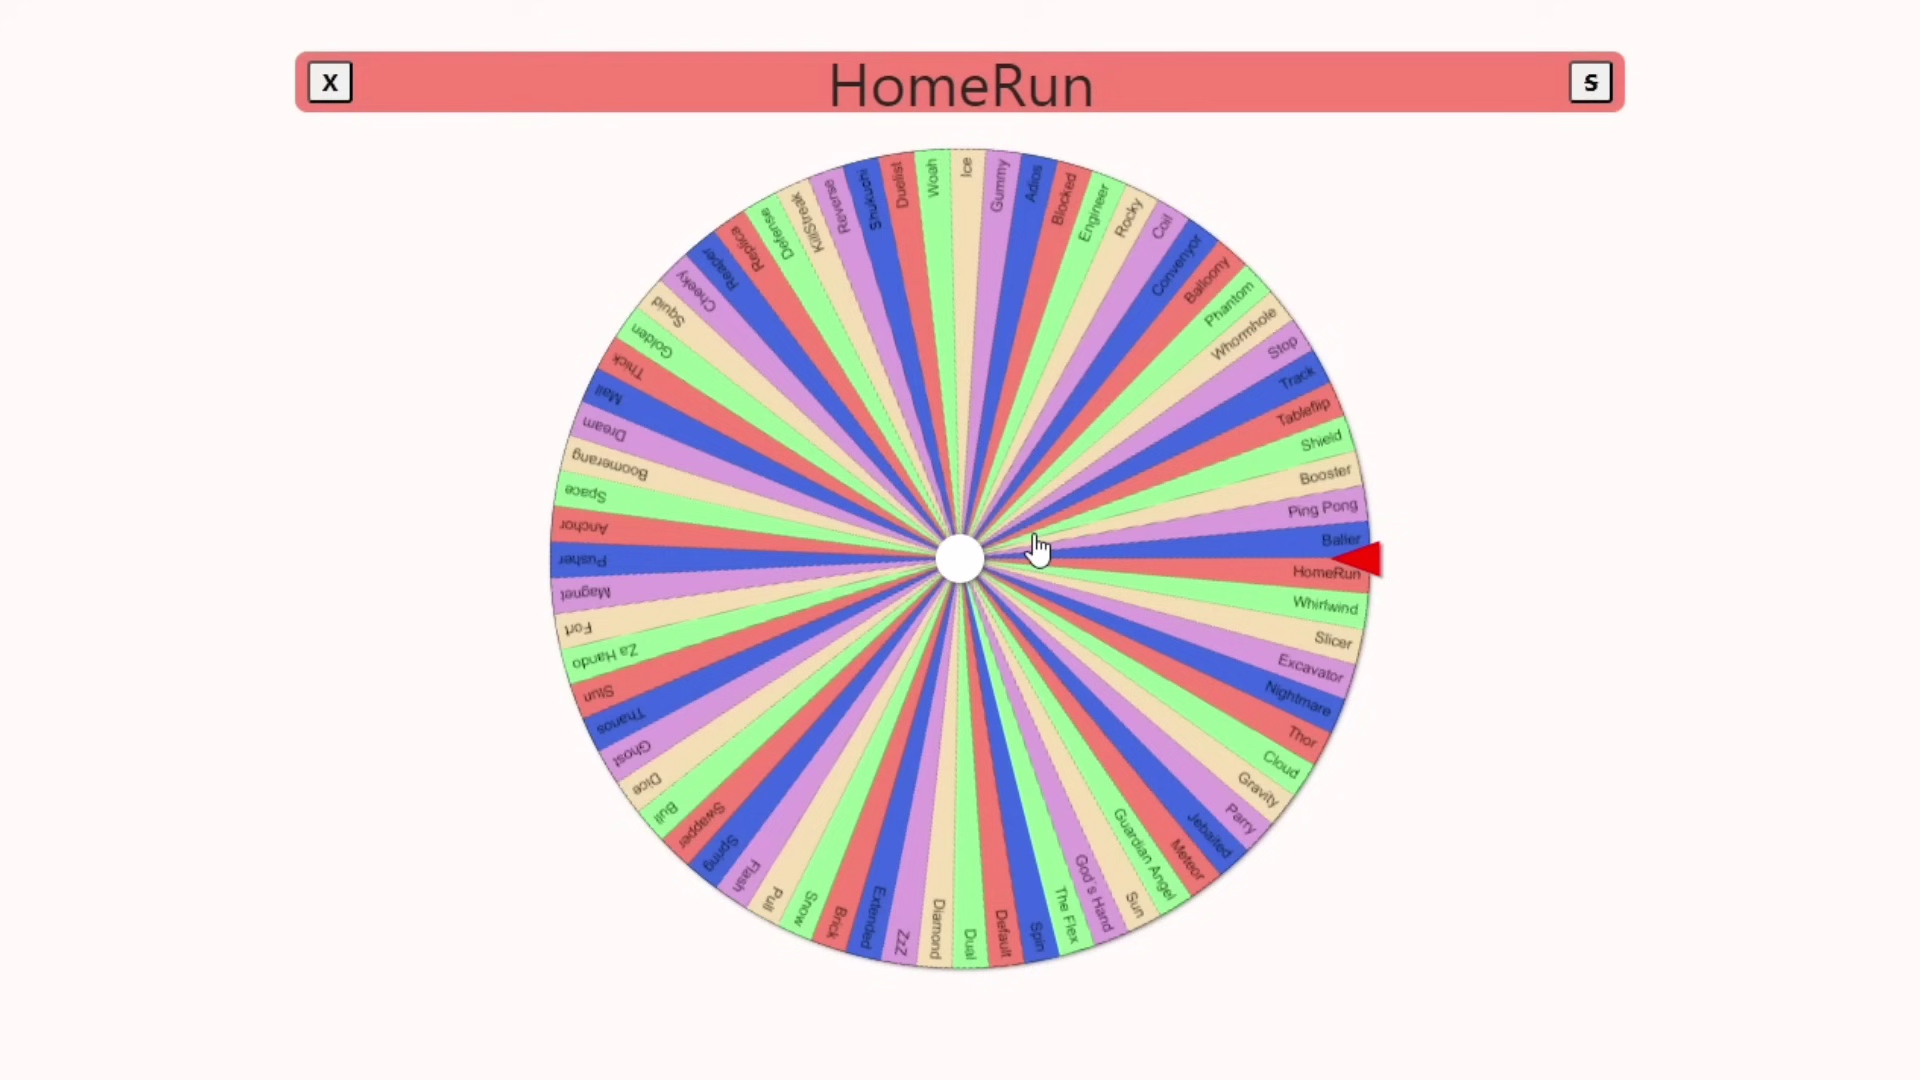 X
HomeRun
S
Ice
Gummy
Adios
Blocked
Engineer
Rocky
Coil
Conveyor
Balloony
Phantom
Whormhole
Stop
Track
Tableflip
Shield
Booster
Ping Pong
Baller
HomeRun
Whirlwind
Slicer
Excavator
Nightmare
Thor
Cloud
Gravity
Parry
Jebaited
Meteor
Guardian Angel
Sun
God's Hand
The Flex
Spin
Default
Dual
Diamond
ZzZ
Extended
Brick
Snow
Pull
Flash
Spring
Swapper
Bull
Dice
Ghost
Thanos
Stun
Za Hando
Fort
Magnet
Pusher
Anchor
Space
Boomerang
Dream
Mail
Thick
Golden
Squid
Cheeky
Reaper
Replica
Defense
KillStreak
Reverse
Shukuchi
Duelist
Woah